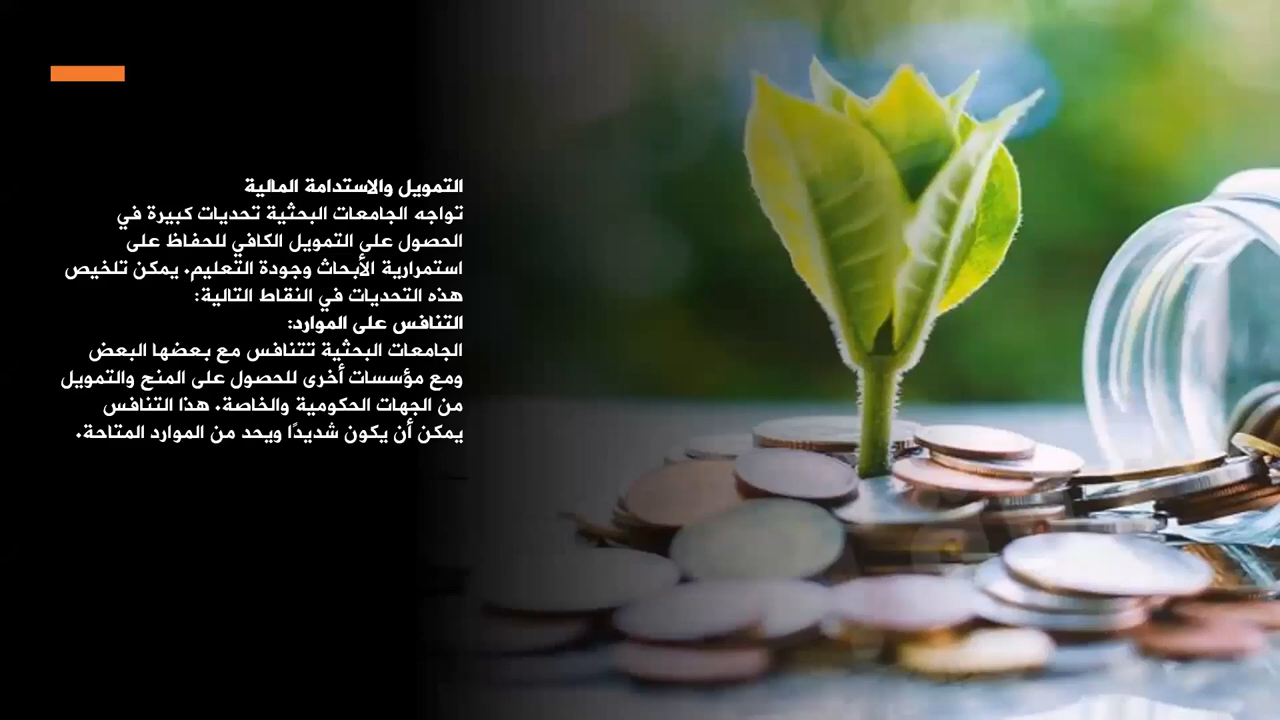 التمويل والاستدامة المالية
تواجه الجامعات البحثية تحديات كبيرة في
الحصول على التمويل الكافي للحفاظ على
استمرارية الأبحاث وجودة التعليم. يمكن تلخيص
هذه التحديات في النقاط التالية:
التنافس على الموارد:
الجامعات البحثية تتنافس مع بعضها البعض
ومع مؤسسات أخرى للحصول على المنح والتمويل
من الجهات الحكومية والخاصة. هذا التنافس
يمكن أن يكون شديدًا ويحد من الموارد المتاحة.